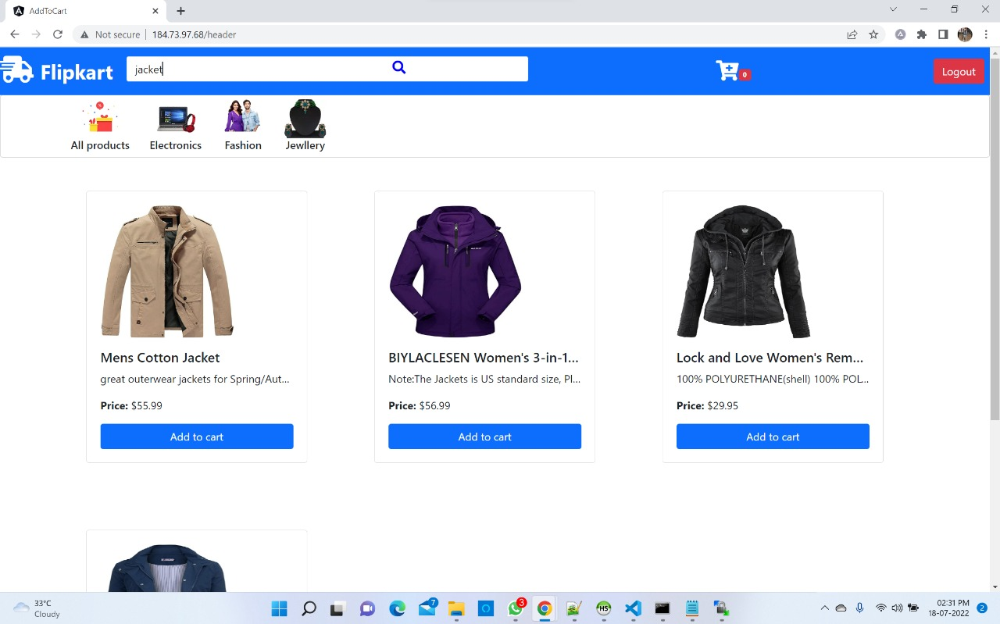 AddToCart
Not secure
184.73.97.68/header
Flipkart
jacket
0
Logout
All products
Electronics
Fashion
Jewllery
Mens Cotton Jacket
great outerwear jackets for Spring/Aut...
Price: $55.99
Add to cart
BIYLACLESEN Women's 3-in-1...
Note:The Jackets is US standard size, Pl...
Price: $56.99
Add to cart
Lock and Love Women's Rem...
100% POLYURETHANE(shell) 100% POL...
Price: $29.95
Add to cart
33°C
Cloudy
7
3
HS
02:31 PM
18-07-2022
2